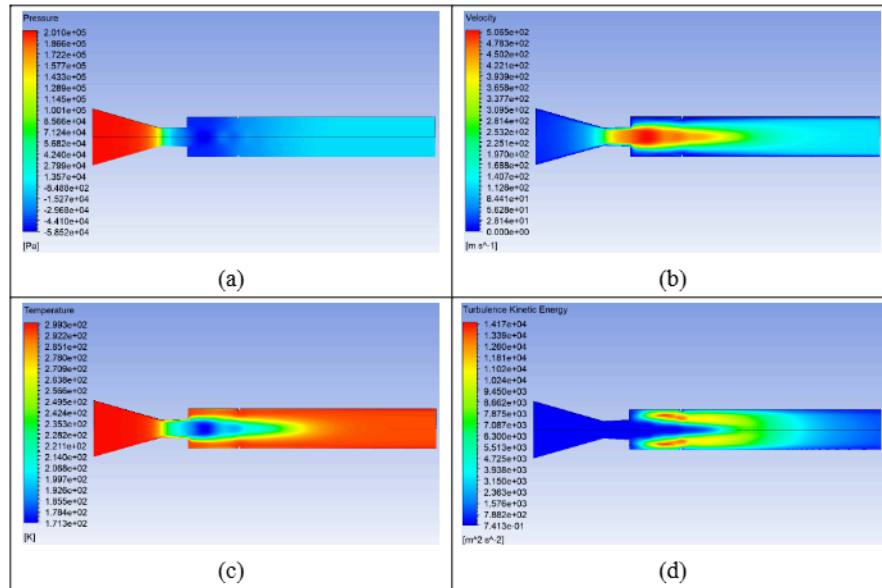 Pressure
2.010e+05
1.866e+05
1.722e+05
1.577e+05
1.433e+05
1.289e+05
1.145e+05
1.001e+05
8.566e+04
7.124e+04
5.682e+04
4.240e+04
2.799e+04
1.357e+04
-5.488e+02
-1.527e+04
-2.968e+04
-4.410e+04
-5.852e+04
[Pa]
(a)
Velocity
5.065e+02
4.783e+02
4.502e+02
4.221e+02
3.939e+02
3.658e+02
3.377e+02
3.095e+02
2.814e+02
2.532e+02
2.251e+02
1.970e+02
1.688e+02
1.407e+02
1.126e+02
8.441e+01
5.628e+01
2.814e+01
0.000e+00
[m s^-1]
(b)
Temperature
2.993e+02
2.922e+02
2.851e+02
2.780e+02
2.709e+02
2.638e+02
2.566e+02
2.495e+02
2.424e+02
2.353e+02
2.282e+02
2.211e+02
2.140e+02
2.068e+02
1.997e+02
1.926e+02
1.855e+02
1.784e+02
1.713e+02
[K]
(c)
Turbulence Kinetic Energy
1.417e+04
1.339e+04
1.260e+04
1.181e+04
1.102e+04
1.024e+04
9.450e+03
8.662e+03
7.875e+03
7.087e+03
6.300e+03
5.513e+03
4.725e+03
3.938e+03
3.150e+03
2.363e+03
1.576e+03
7.882e+02
7.413e-01
[m^2 s^-2]
(d)